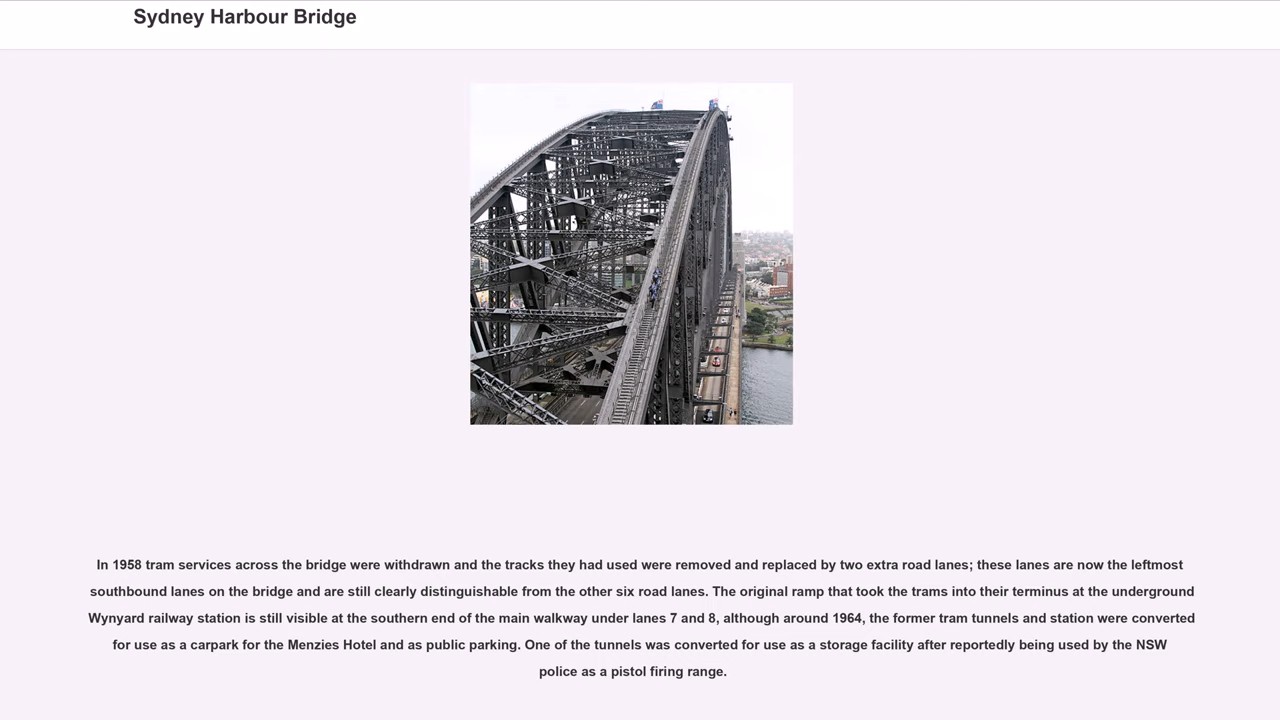 Sydney Harbour Bridge
In 1958 tram services across the bridge were withdrawn and the tracks they had used were removed and replaced by two extra road lanes; these lanes are now the leftmost
southbound lanes on the bridge and are still clearly distinguishable from the other six road lanes. The original ramp that took the trams into their terminus at the underground
Wynyard railway station is still visible at the southern end of the main walkway under lanes 7 and 8, although around 1964, the former tram tunnels and station were converted
for use as a carpark for the Menzies Hotel and as public parking. One of the tunnels was converted for use as a storage facility after reportedly being used by the NSW
police as a pistol firing range.